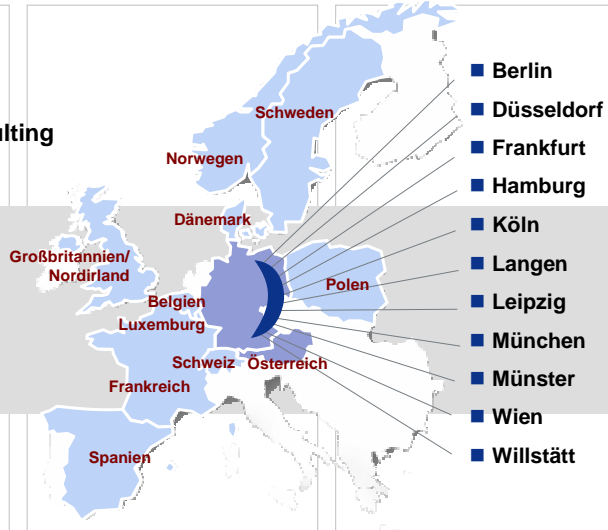 Schweden
Norwegen
Dänemark
Großbritannien/
Nordirland
Belgien
Luxemburg
Polen
Schweiz
Österreich
Frankreich
Spanien
Berlin
Düsseldorf
Frankfurt
Hamburg
Köln
Langen
Leipzig
München
Münster
Wien
Willstätt